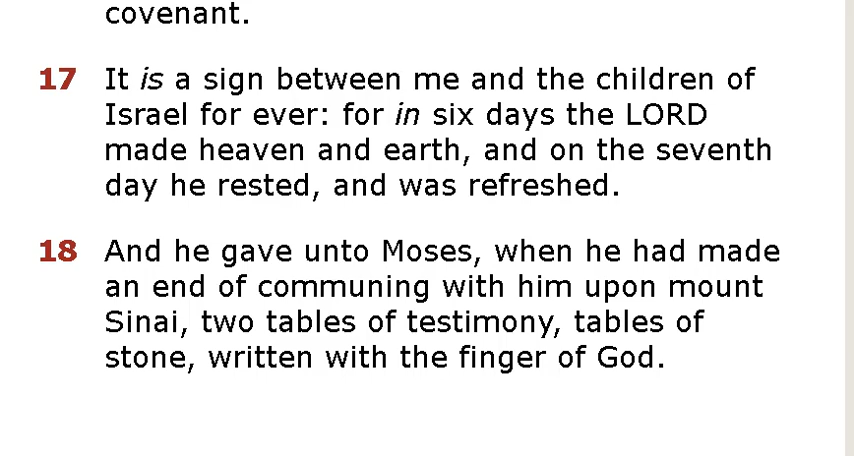 covenant.
17 It is a sign between me and the children of
Israel for ever: for in six days the LORD
made heaven and earth, and on the seventh
day he rested, and was refreshed.
18 And he gave unto Moses, when he had made
an end of communing with him upon mount
Sinai, two tables of testimony, tables of
stone, written with the finger of God.